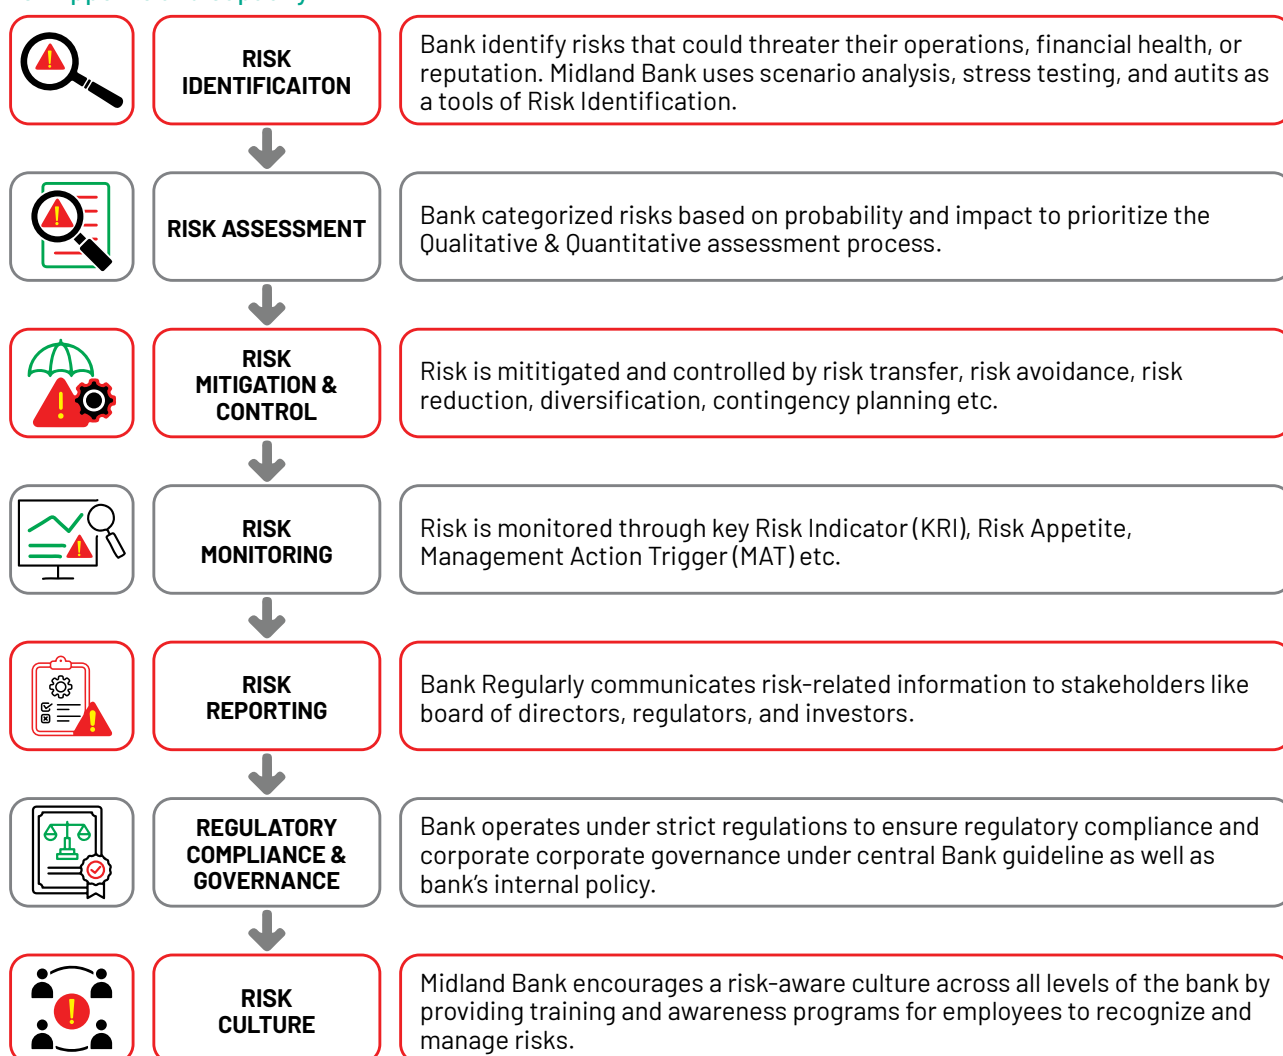 RISK
IDENTIFICAITON
Bank identify risks that could threater their operations, financial health, or
reputation. Midland Bank uses scenario analysis, stress testing, and autits as
a tools of Risk Identification.
RISK ASSESSMENT
Bank categorized risks based on probability and impact to prioritize the
Qualitative & Quantitative assessment process.
RISK
MITIGATION &
CONTROL
Risk is mititigated and controlled by risk transfer, risk avoidance, risk
reduction, diversification, contingency planning etc.
RISK
MONITORING
Risk is monitored through key Risk Indicator (KRI), Risk Appetite,
Management Action Trigger (MAT) etc.
RISK
REPORTING
Bank Regularly communicates risk-related information to stakeholders like
board of directors, regulators, and investors.
REGULATORY
COMPLIANCE &
GOVERNANCE
Bank operates under strict regulations to ensure regulatory compliance and
corporate corporate governance under central Bank guideline as well as
bank's internal policy.
RISK
CULTURE
Midland Bank encourages a risk-aware culture across all levels of the bank by
providing training and awareness programs for employees to recognize and
manage risks.